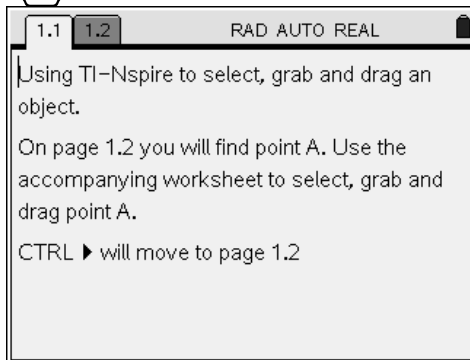 1.1 1.2 RAD AUTO REAL
Using TI-Nspire to select, grab and drag an
object.
On page 1.2 you will find point A. Use the
accompanying worksheet to select, grab and
drag point A.
CTRL ▶ will move to page 1.2